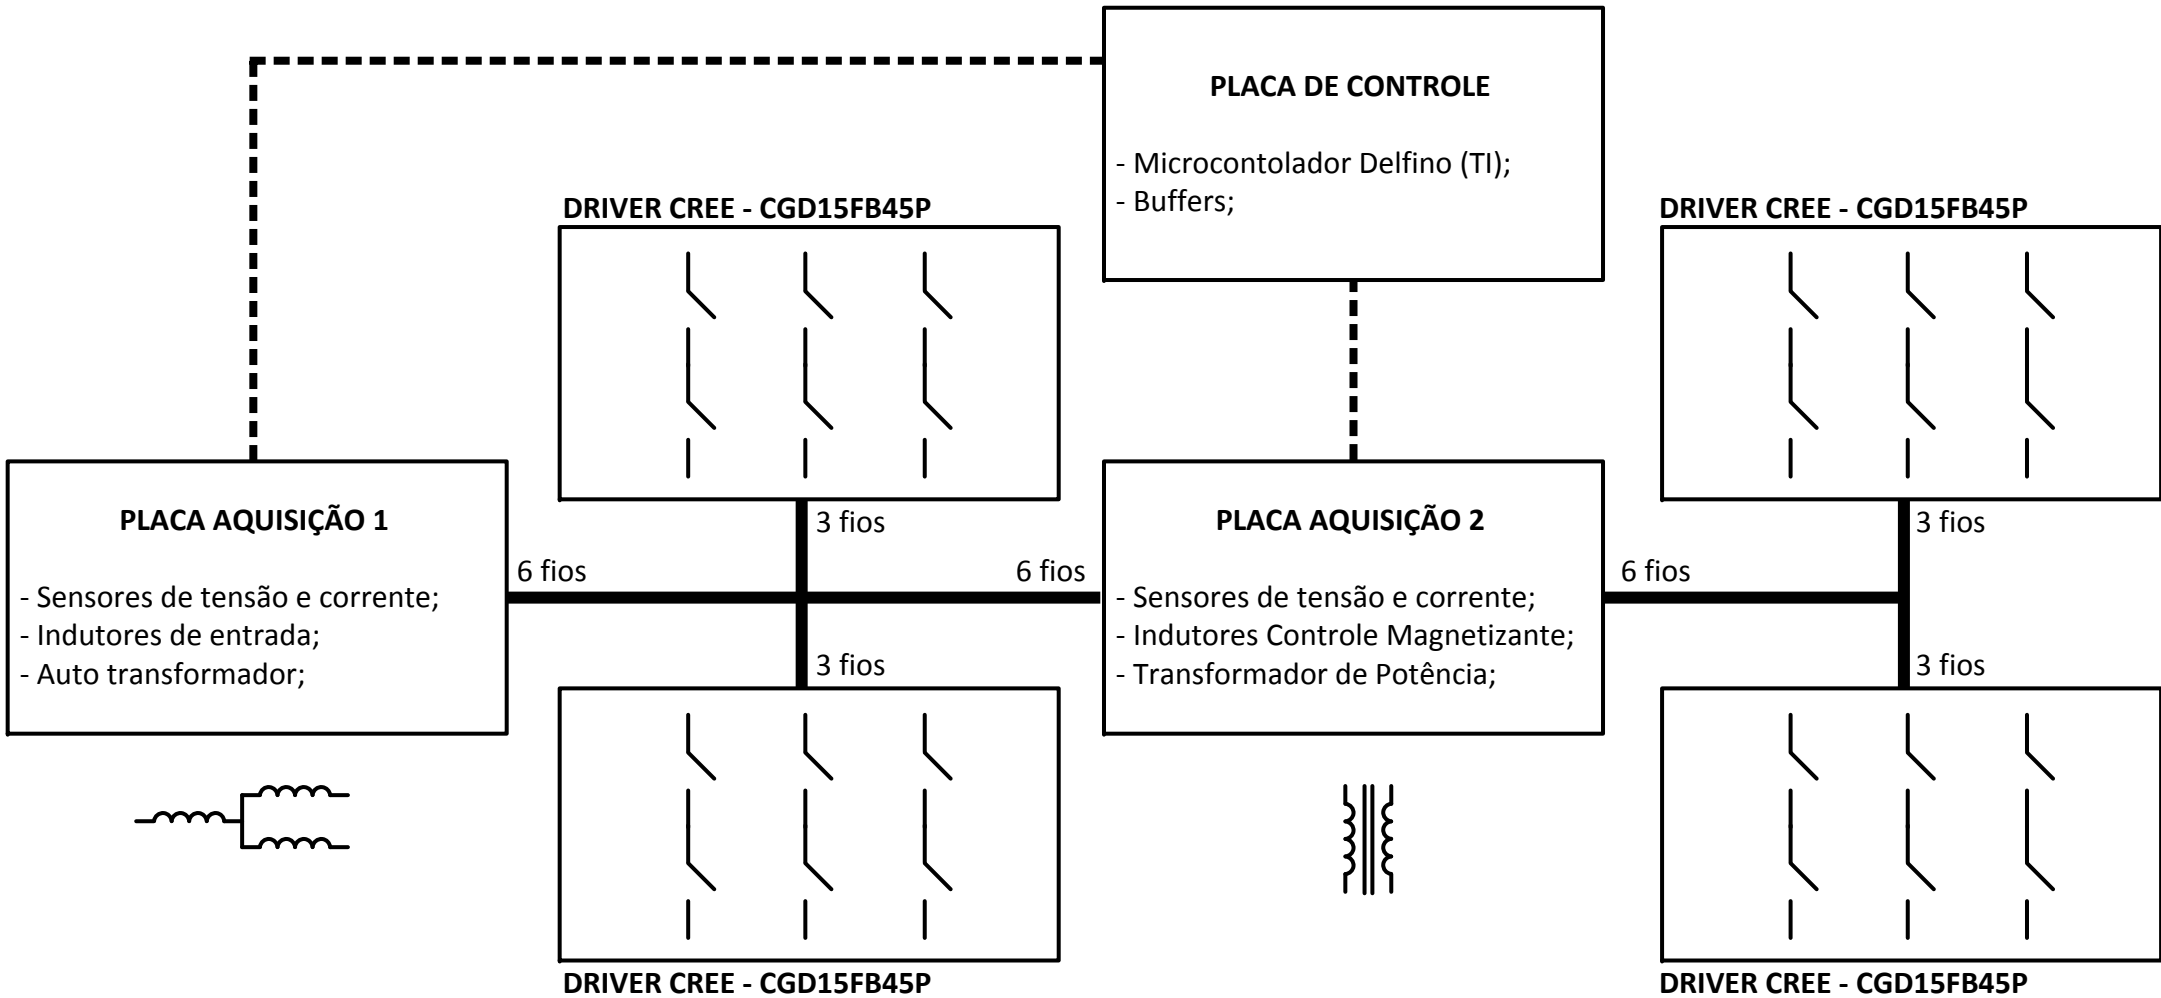 PLACA DE CONTROLE
- Microcontolador Delfino (TI);
- Buffers;
DRIVER CREE - CGD15FB45P
DRIVER CREE - CGD15FB45P
PLACA AQUISIÇÃO 1
- Sensores de tensão e corrente;
- Indutores de entrada;
- Auto transformador;
6 fios
3 fios
3 fios
6 fios
PLACA AQUISIÇÃO 2
- Sensores de tensão e corrente;
- Indutores Controle Magnetizante;
- Transformador de Potência;
6 fios
3 fios
3 fios
DRIVER CREE - CGD15FB45P
DRIVER CREE - CGD15FB45P